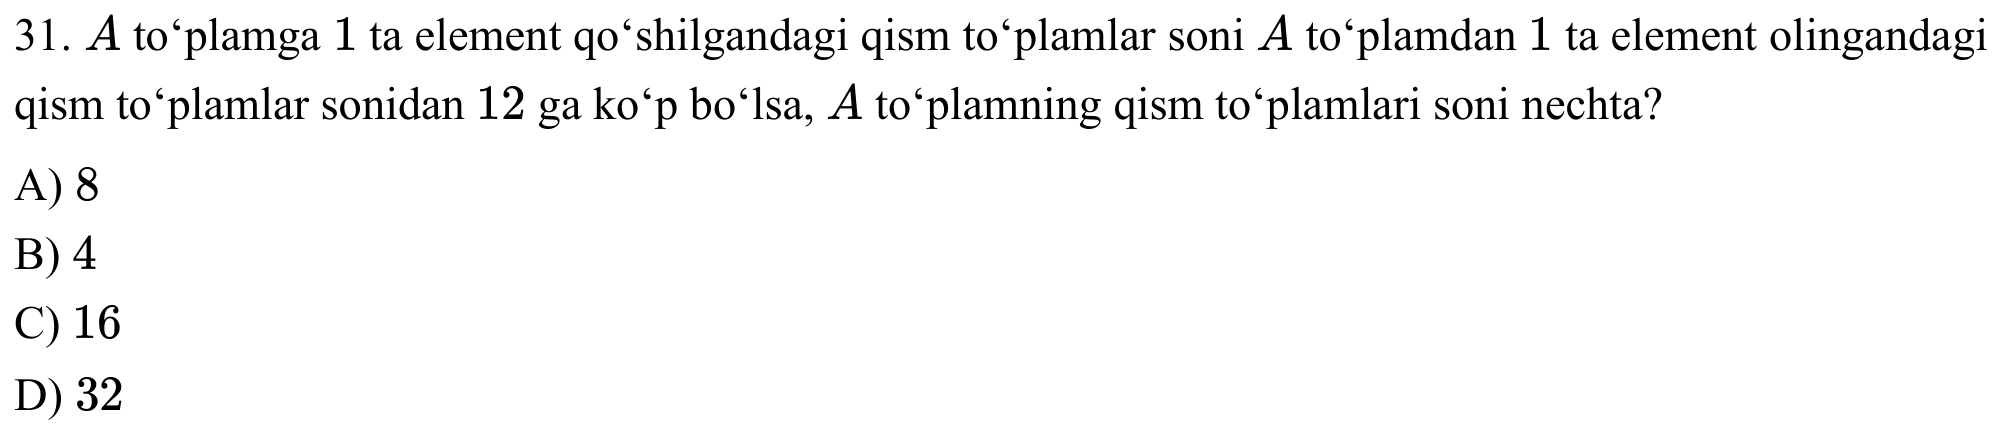 31. A to‘plamga 1 ta element qo‘shilgandagi qism to‘plamlar soni A to‘plamdan 1 ta element olingandagi
qism to‘plamlar sonidan 12 ga ko‘p bo‘lsa, A to‘plamning qism to‘plamlari soni nechta?
A) 8
B) 4
C) 16
D) 32